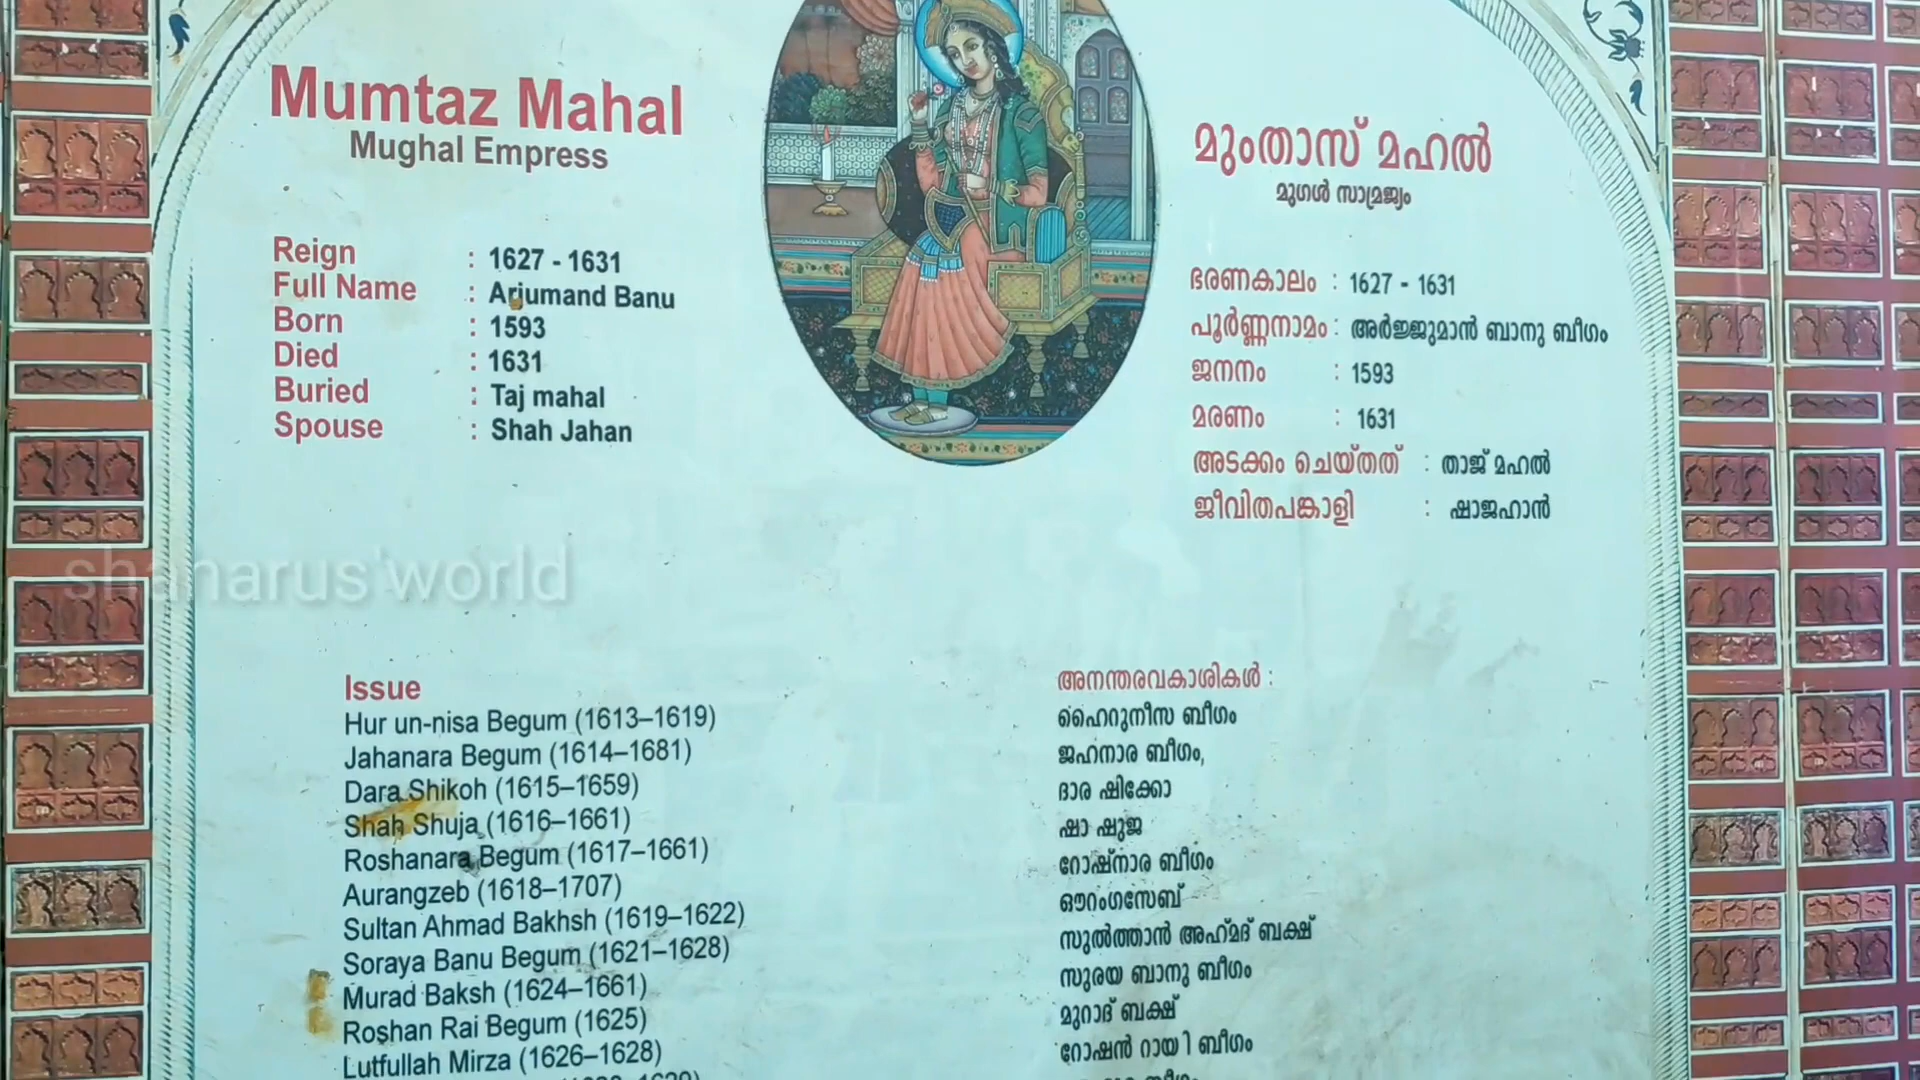 Mumtaz Mahal
Mughal Empress
Reign : 1627 - 1631
Full Name : Arjumand Banu
Born : 1593
Died : 1631
Buried : Taj mahal
Spouse : Shah Jahan
മുംതാസ് മഹൽ
മുഗൾ സാമ്രജ്യം
ഭരണകാലം : 1627 - 1631
പൂർണ്ണനാമം : അർജ്ജുമാൻ ബാനു ബീഗം
ജനനം : 1593
മരണം : 1631
അടക്കം ചെയ്തത് : താജ് മഹൽ
ജീവിതപങ്കാളി : ഷാജഹാൻ
shaharus'world
Issue
Hur un-nisa Begum (1613–1619)
Jahanara Begum (1614–1681)
Dara Shikoh (1615–1659)
Shah Shuja (1616–1661)
Roshanara Begum (1617–1661)
Aurangzeb (1618–1707)
Sultan Ahmad Bakhsh (1619–1622)
Soraya Banu Begum (1621–1628)
Murad Baksh (1624–1661)
Roshan Rai Begum (1625)
Lutfullah Mirza (1626–1628)
അനന്തരവകാശികൾ :
ഹൈറുനീസ ബീഗം
ജഹനാര ബീഗം,
ദാര ഷിക്കോ
ഷാ ഷുജ
റോഷ്നാര ബീഗം
ഔറംഗസേബ്
സുൽത്താൻ അഹ്മദ് ബക്ഷ്
സുരയ ബാനു ബീഗം
മുറാദ് ബക്ഷ്
റോഷൻ റായി ബീഗം